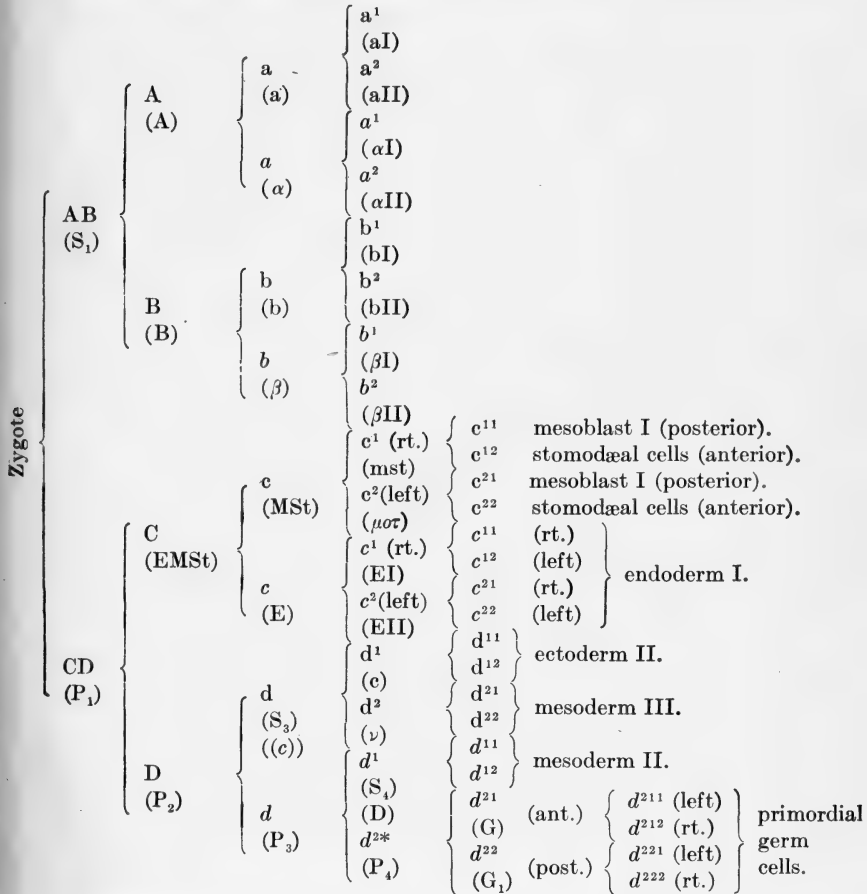 a¹
(aI)
a -
a²
(a)
(aII)
A
(A)
a¹
(αI)
a
a²
(α)
(αII)
AB
(S₁)
b¹
(bI)
b
b²
(b)
(bII)
B
(B)
b¹
(βI)
b
b²
(β)
(βII)
Zygote
c¹ (rt.) c¹¹ mesoblast I (posterior).
(mst) c¹² stomodæal cells (anterior).
c
c²(left) c²¹ mesoblast I (posterior).
(MSt)
(μστ) c²² stomodæal cells (anterior).
C
(EMSt)
c¹ (rt.) c¹¹ (rt.)
(EI) c¹² (left)
endoderm I.
c
c²(left) c²¹ (rt.)
(E)
(EII) c²² (left)
CD
(P₁)
d¹ d¹¹
ectoderm II.
(c) d¹²
d
d² d²¹
(S₃)
mesoderm III.
(ν) d²²
((c))
D
(P₂)
d¹ d¹¹
mesoderm II.
(S₄) d¹²
d
(D) d²¹ (ant.) d²¹¹ (left)
(P₃)
d²* (G) d²¹² (rt.)
primordial
germ
cells.
(P₄) d²² (post.) d²²¹ (left)
(G₁) d²²² (rt.)